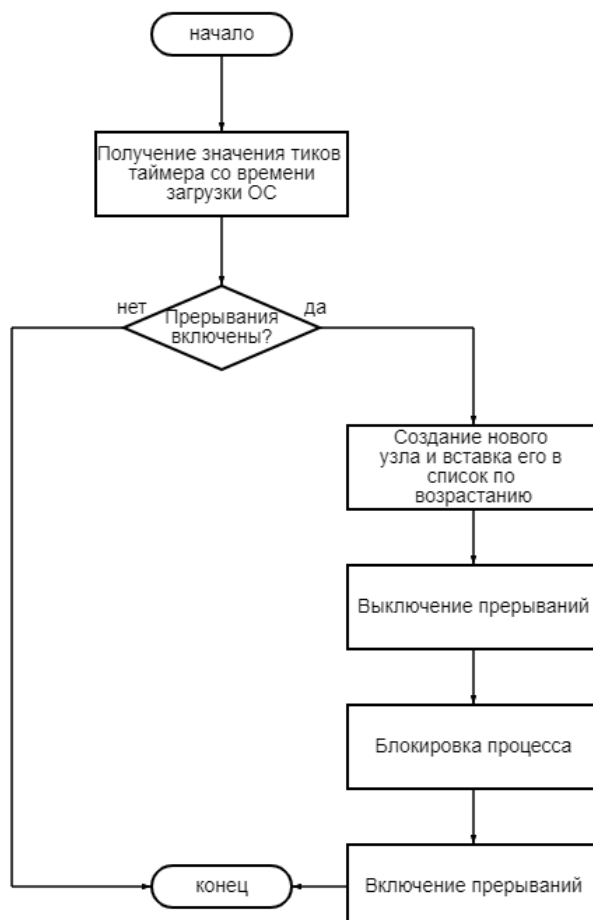 начало
Получение значения тиков
таймера со времени
загрузки ОС
нет
да
Прерывания
включены?
Создание нового
узла и вставка его в
список по
возрастанию
Выключение прерываний
Блокировка процесса
Включение прерываний
конец